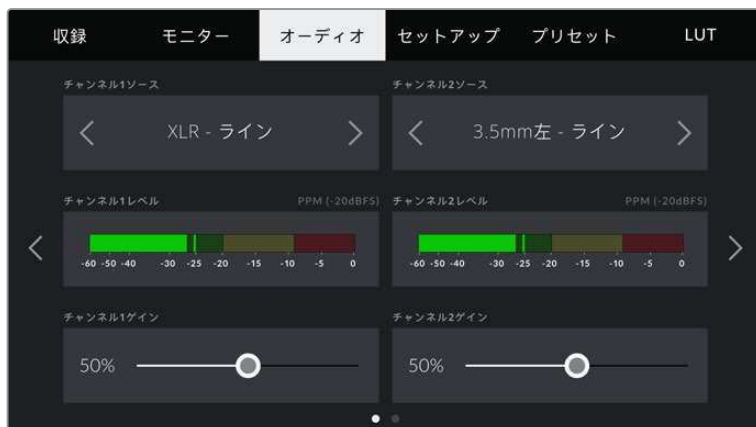 収録 モニター オーディオ セットアップ プリセット LUT
チャンネル1ソース チャンネル2ソース
XLR - ライン 3.5mm左 - ライン
チャンネル1レベル PPM (-20dBFS) チャンネル2レベル PPM (-20dBFS)
-60 -50 -40 -30 -25 -20 -15 -10 -5 0 -60 -50 -40 -30 -25 -20 -15 -10 -5 0
チャンネル1ゲイン チャンネル2ゲイン
50% 50%